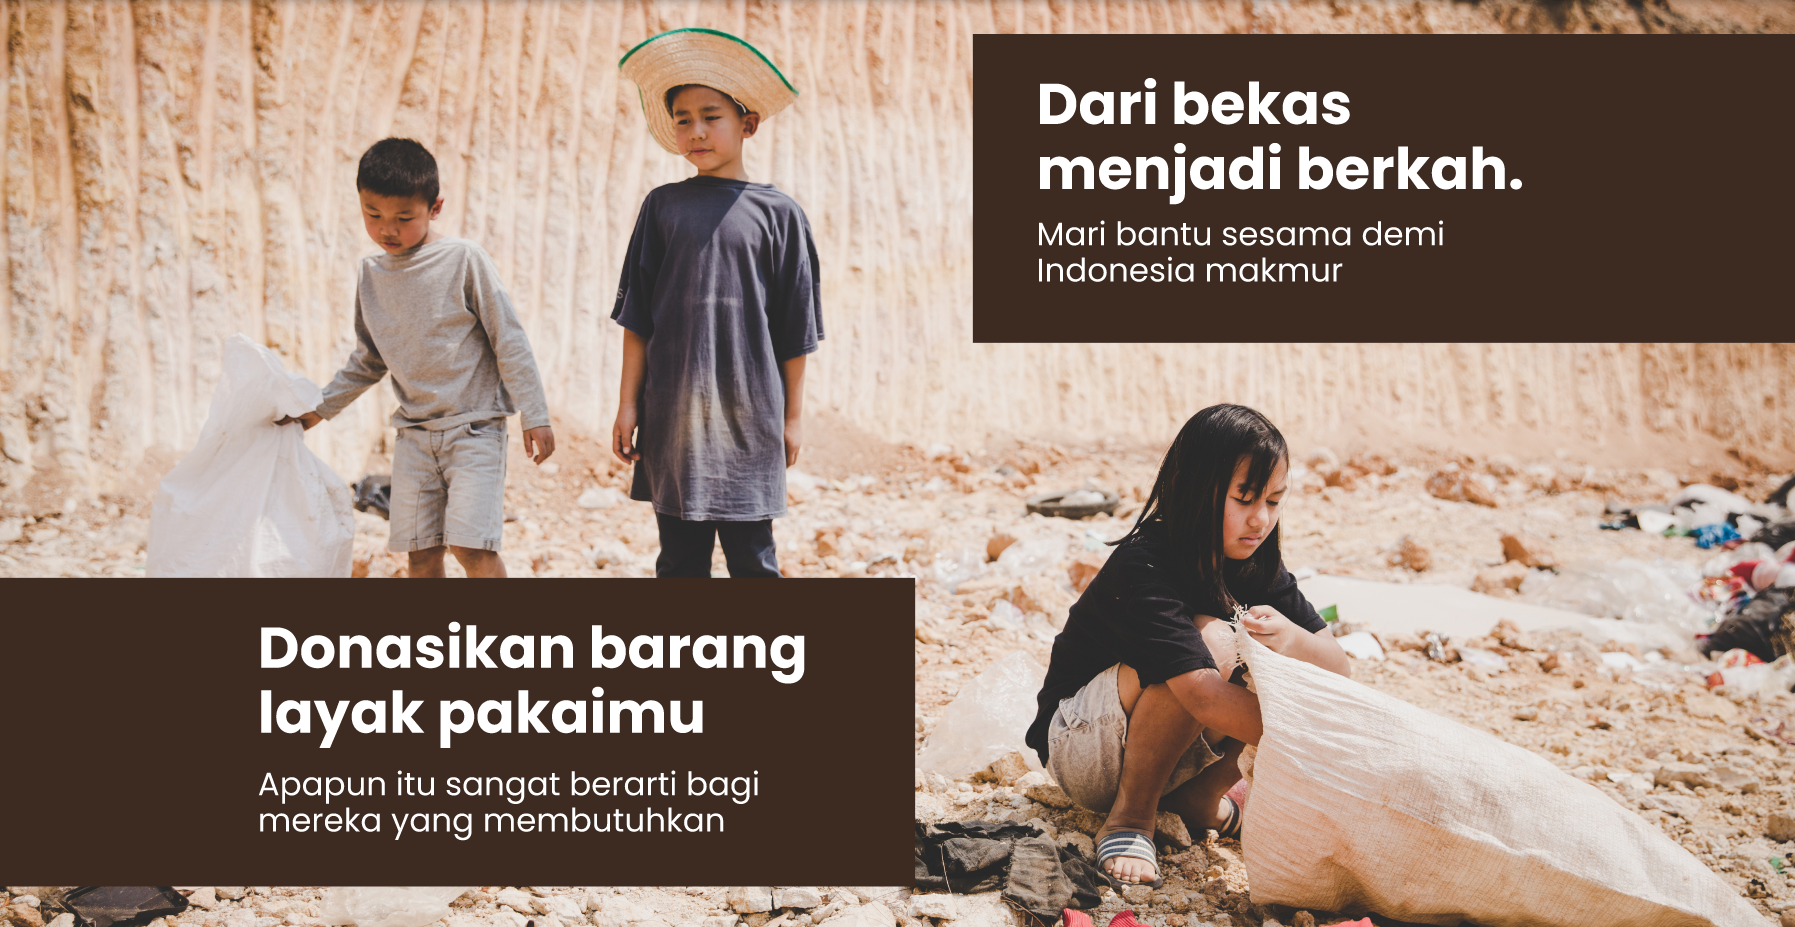 Dari bekas
menjadi berkah.
Mari bantu sesama demi
Indonesia makmur
Donasikan barang
layak pakaimu
Apapun itu sangat berarti bagi
mereka yang membutuhkan